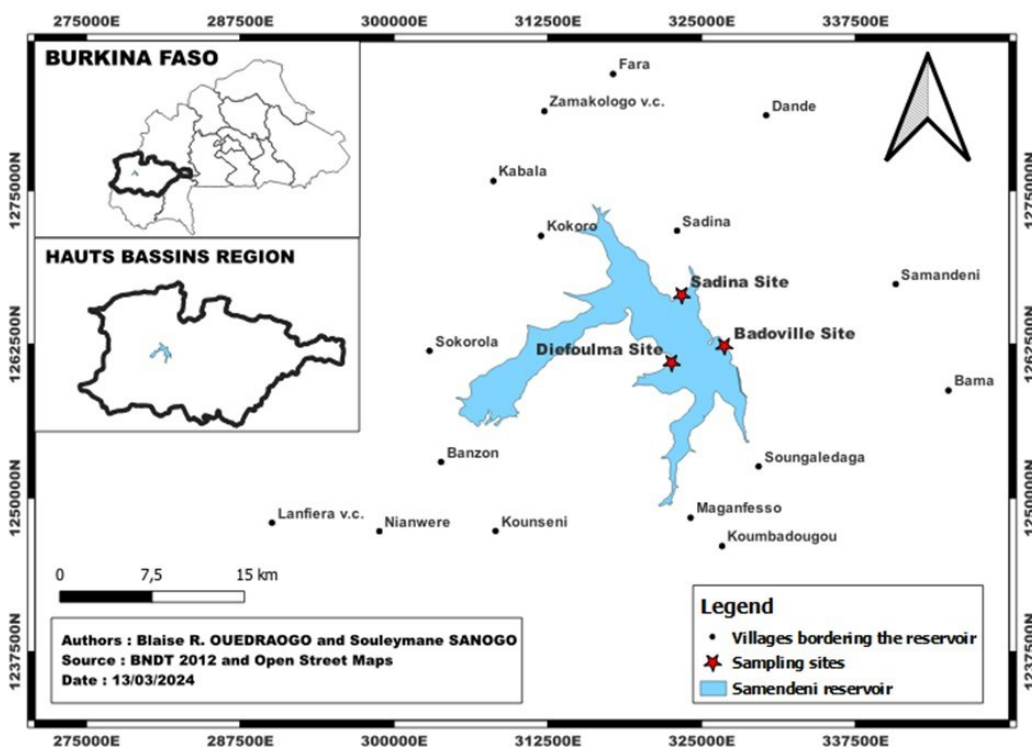 275000E 287500E 300000E 312500E 325000E 337500E
BURKINA FASO
HAUTS BASSINS REGION
Fara
Zamakologo v.c.
Dande
Kabala
Kokoro
Sadina
Samandeni
Sadina Site
Badoville Site
Sokorola
Diefoulma Site
Bama
Banzon
Soungaledaga
Lanfiera v.c.
Nianwere
Kounseni
Maganfesso
Koumbadougou
1275000N
1262500N
1250000N
1237500N
1275000N
1262500N
1250000N
1237500N
0 7,5 15 km
Authors : Blaise R. OUEDRAOGO and Souleymane SANOGO
Source : BNDT 2012 and Open Street Maps
Date : 13/03/2024
Legend
Villages bordering the reservoir
Sampling sites
Samendeni reservoir
275000E 287500E 300000E 312500E 325000E 337500E